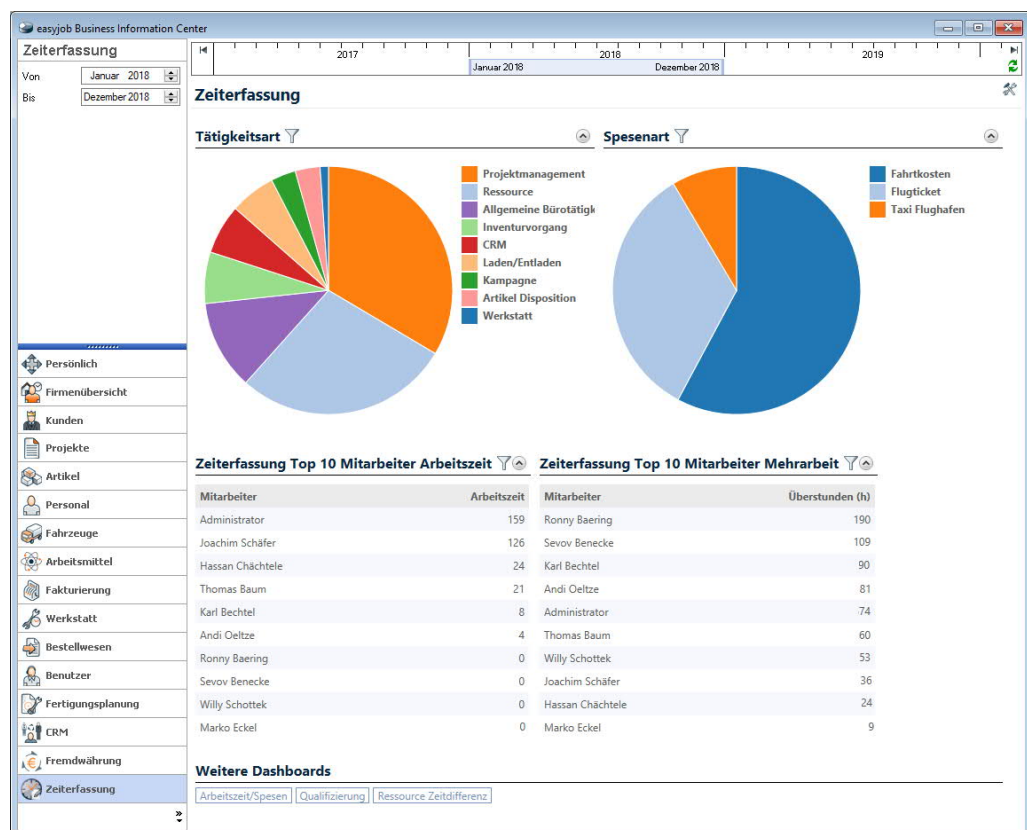 easyjob Business Information Center
Zeiterfassung
Von Januar 2018
Bis Dezember 2018
2017 2018 2019
Januar 2018 Dezember 2018
Zeiterfassung
Tätigkeitsart
Projektmanagement
Ressource
Allgemeine Bürotätigk
Inventurvorgang
CRM
Laden/Entladen
Kampagne
Artikel Disposition
Werkstatt
Spesenart
Fahrtkosten
Flugticket
Taxi Flughafen
Persönlich
Firmenübersicht
Kunden
Projekte
Artikel
Personal
Fahrzeuge
Arbeitsmittel
Fakturierung
Werkstatt
Bestellwesen
Benutzer
Fertigungsplanung
CRM
Fremdwährung
Zeiterfassung
Zeiterfassung Top 10 Mitarbeiter Arbeitszeit
Mitarbeiter Arbeitszeit
Administrator 159
Joachim Schäfer 126
Hassan Chächtele 24
Thomas Baum 21
Karl Bechtel 8
Andi Oeltze 4
Ronny Baering 0
Sevov Benecke 0
Willy Schottek 0
Marko Eckel 0
Zeiterfassung Top 10 Mitarbeiter Mehrarbeit
Mitarbeiter Überstunden (h)
Ronny Baering 190
Sevov Benecke 109
Karl Bechtel 90
Andi Oeltze 81
Administrator 74
Thomas Baum 60
Willy Schottek 53
Joachim Schäfer 36
Hassan Chächtele 24
Marko Eckel 9
Weitere Dashboards
Arbeitszeit/Spesen Qualifizierung Ressource Zeitdifferenz